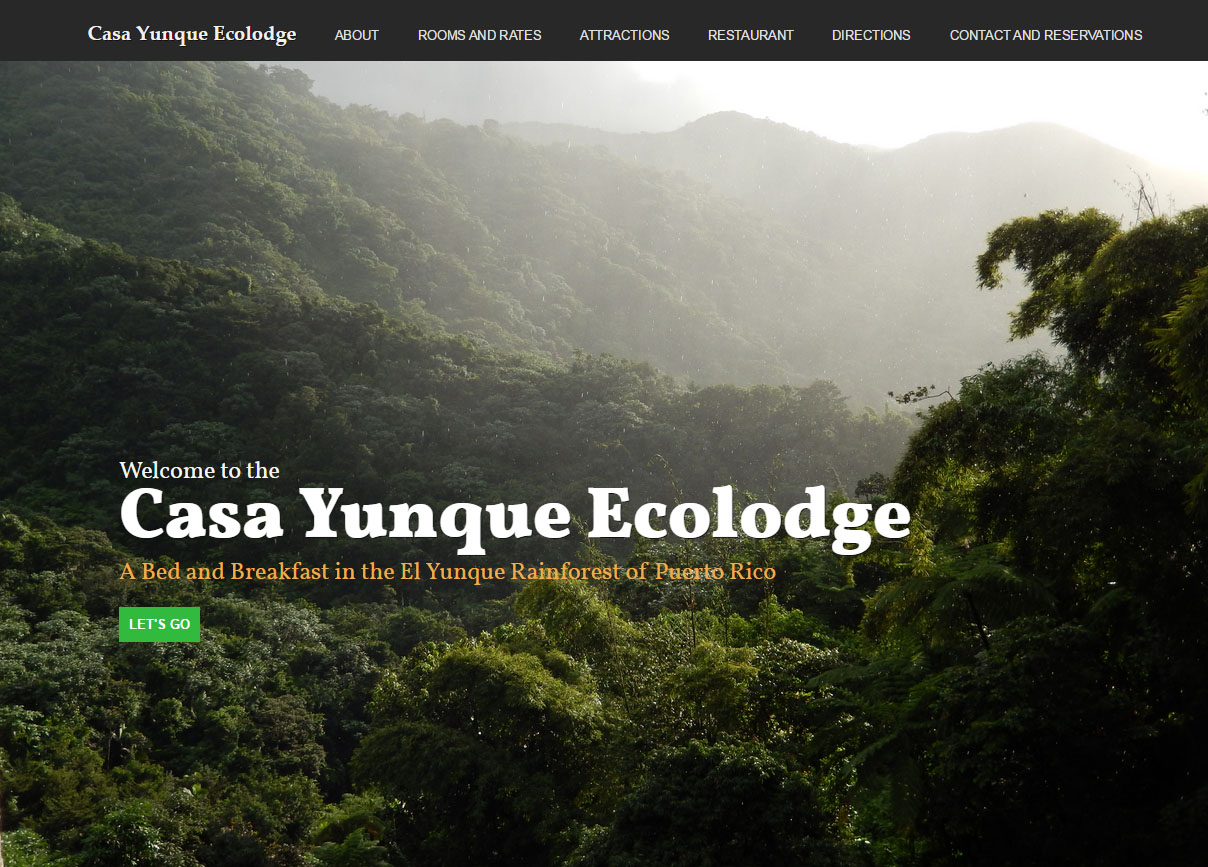 Casa Yunque Ecolodge ABOUT ROOMS AND RATES ATTRACTIONS RESTAURANT DIRECTIONS CONTACT AND RESERVATIONS
Welcome to the
Casa Yunque Ecolodge
A Bed and Breakfast in the El Yunque Rainforest of Puerto Rico
LET'S GO